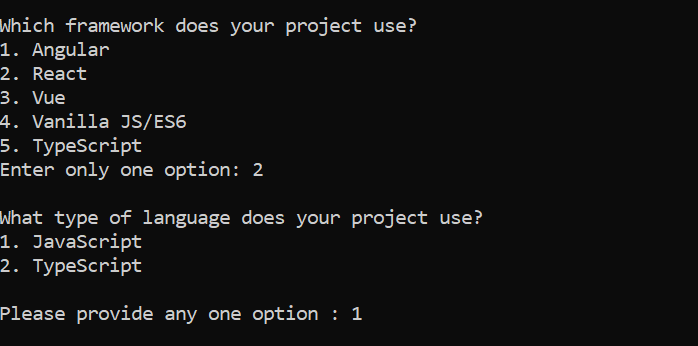 Which framework does your project use?
1. Angular
2. React
3. Vue
4. Vanilla JS/ES6
5. TypeScript
Enter only one option: 2
What type of language does your project use?
1. JavaScript
2. TypeScript
Please provide any one option : 1